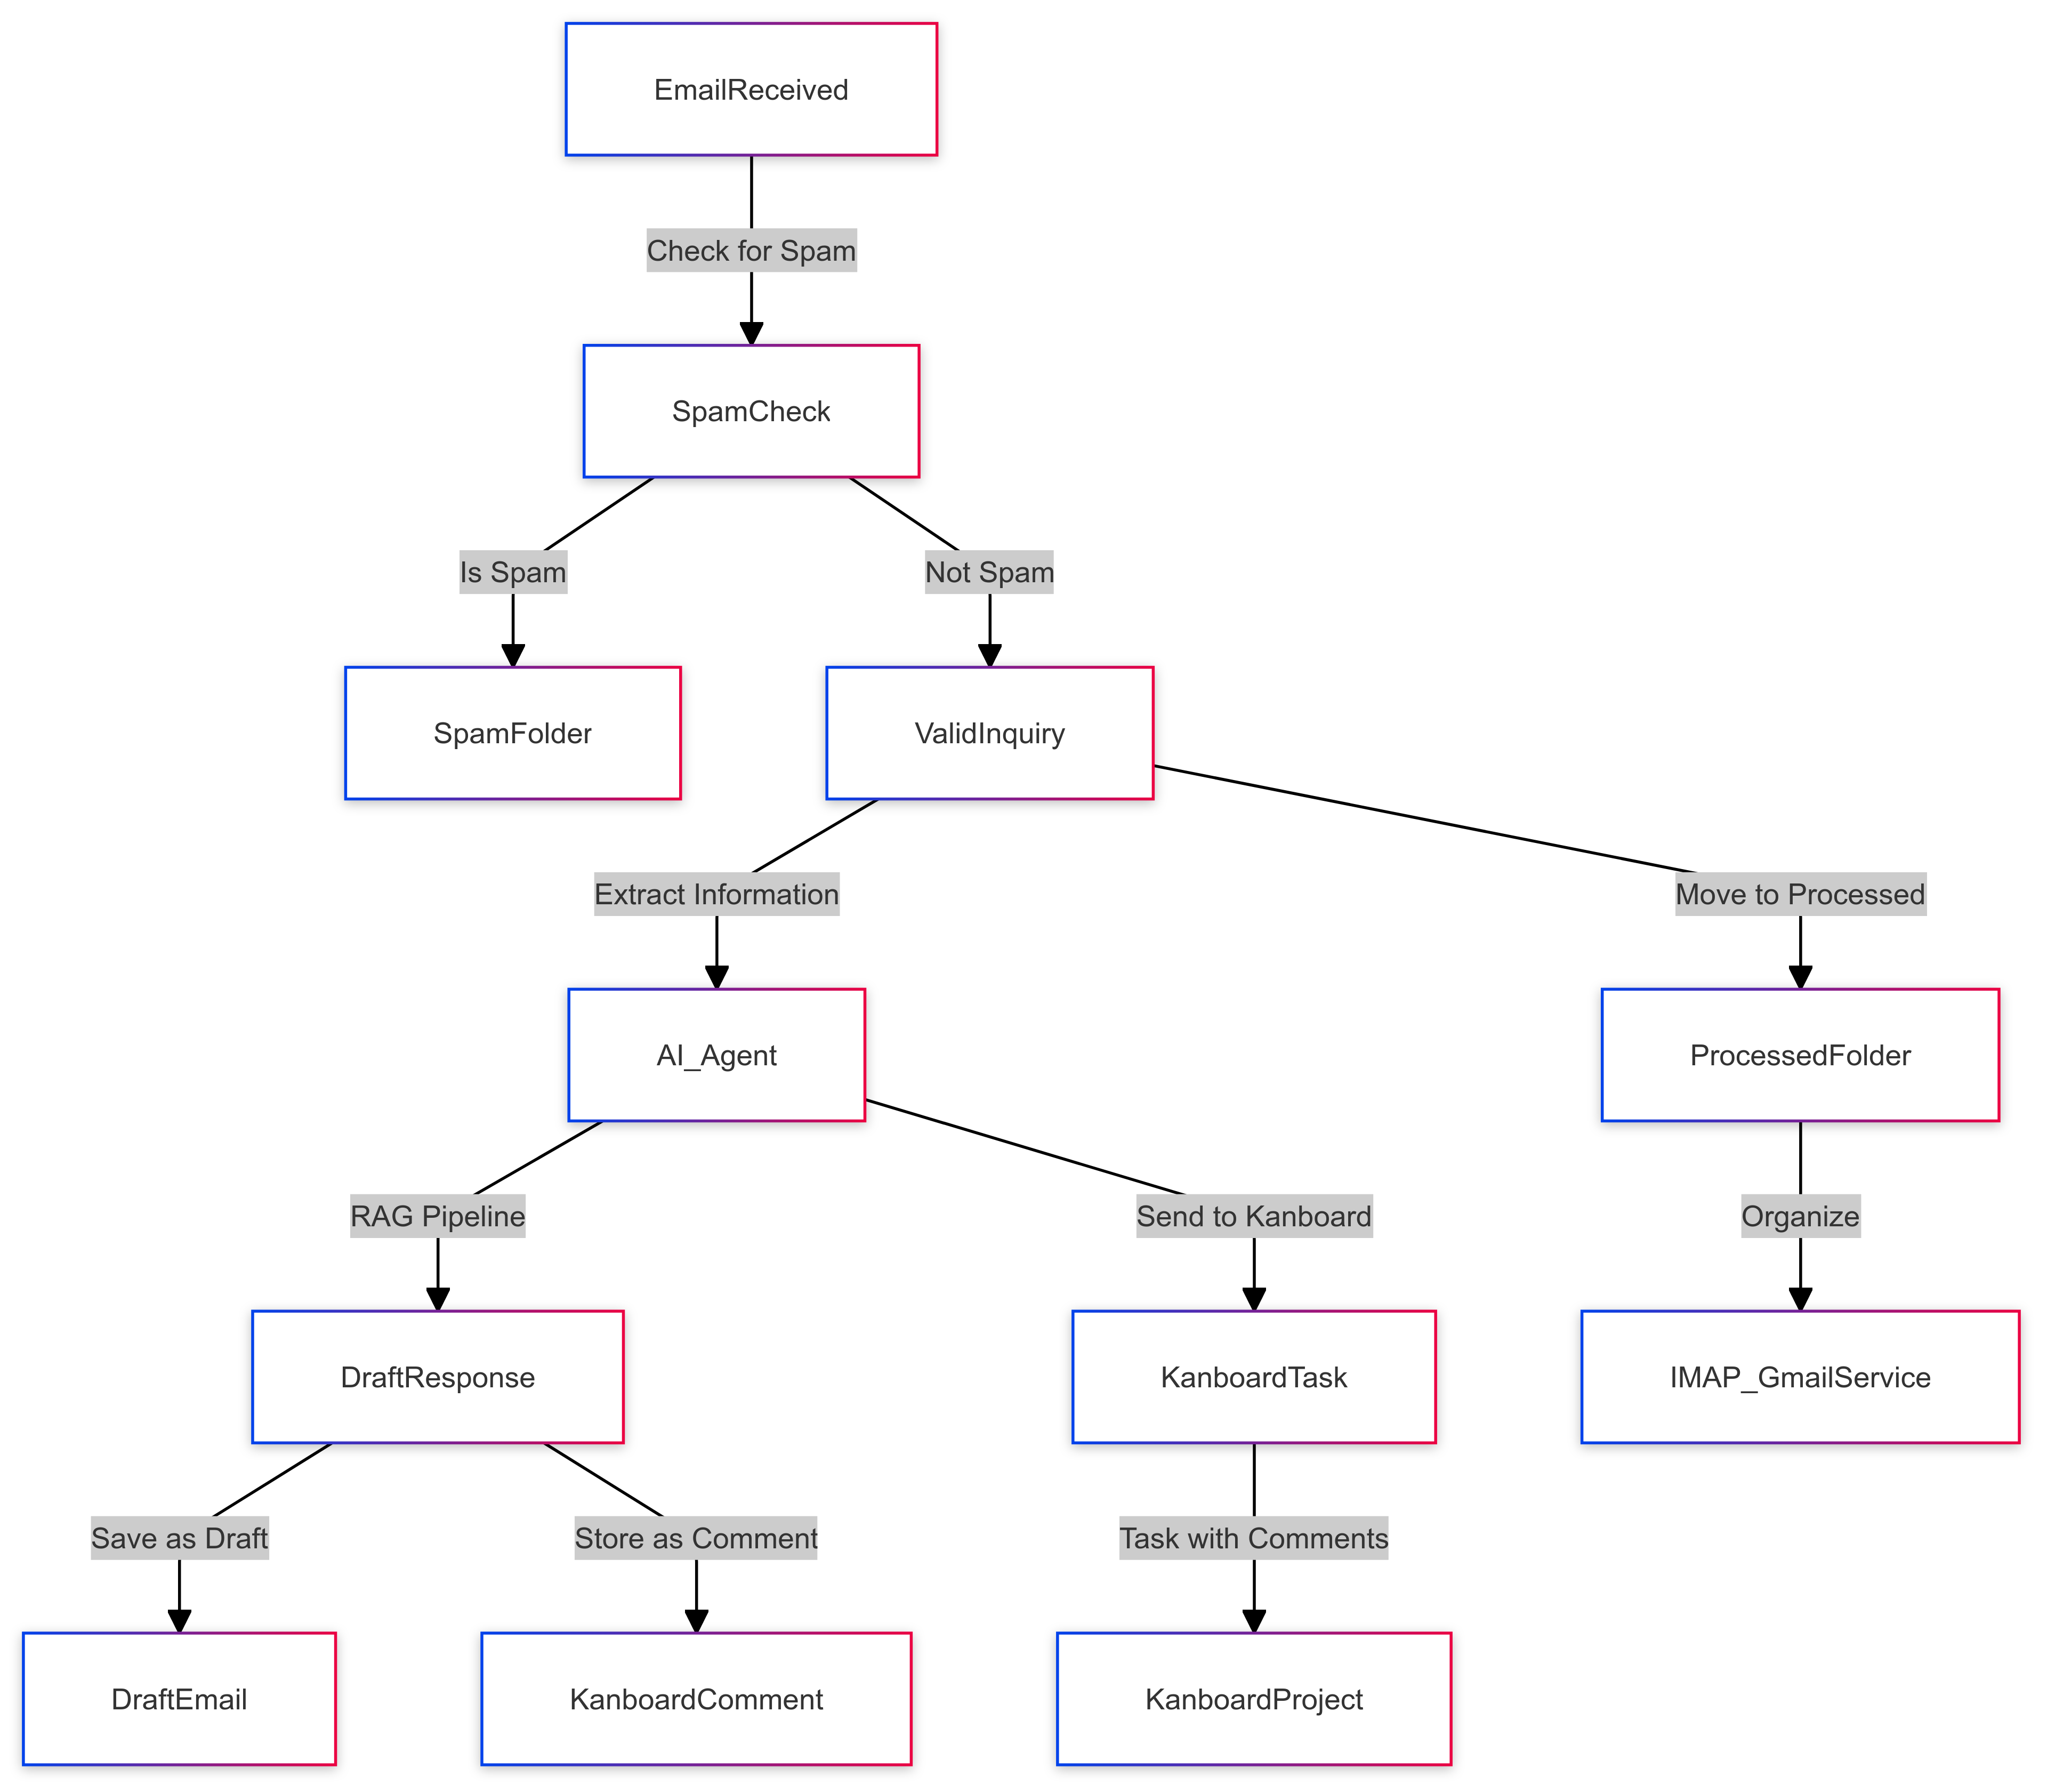 EmailReceived
Check for Spam
SpamCheck
Is Spam
Not Spam
SpamFolder
ValidInquiry
Extract Information
Move to Processed
AI_Agent
ProcessedFolder
RAG Pipeline
Send to Kanboard
Organize
DraftResponse
KanboardTask
IMAP_GmailService
Save as Draft
Store as Comment
Task with Comments
DraftEmail
KanboardComment
KanboardProject